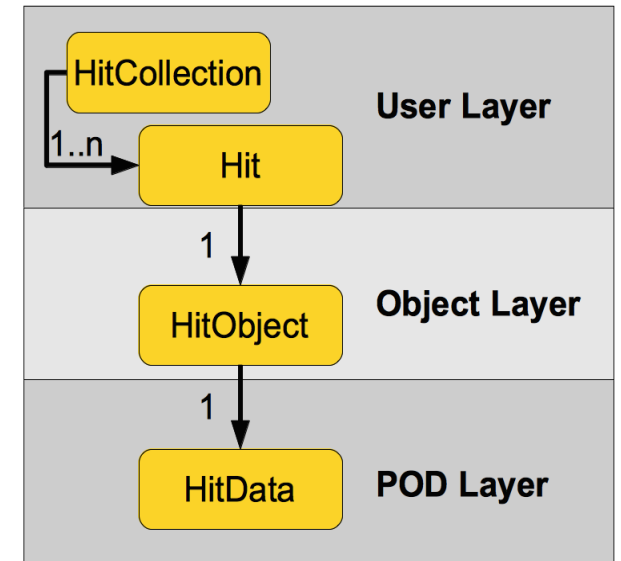 HitCollection
User Layer
1..n
Hit
1
HitObject
Object Layer
1
HitData
POD Layer